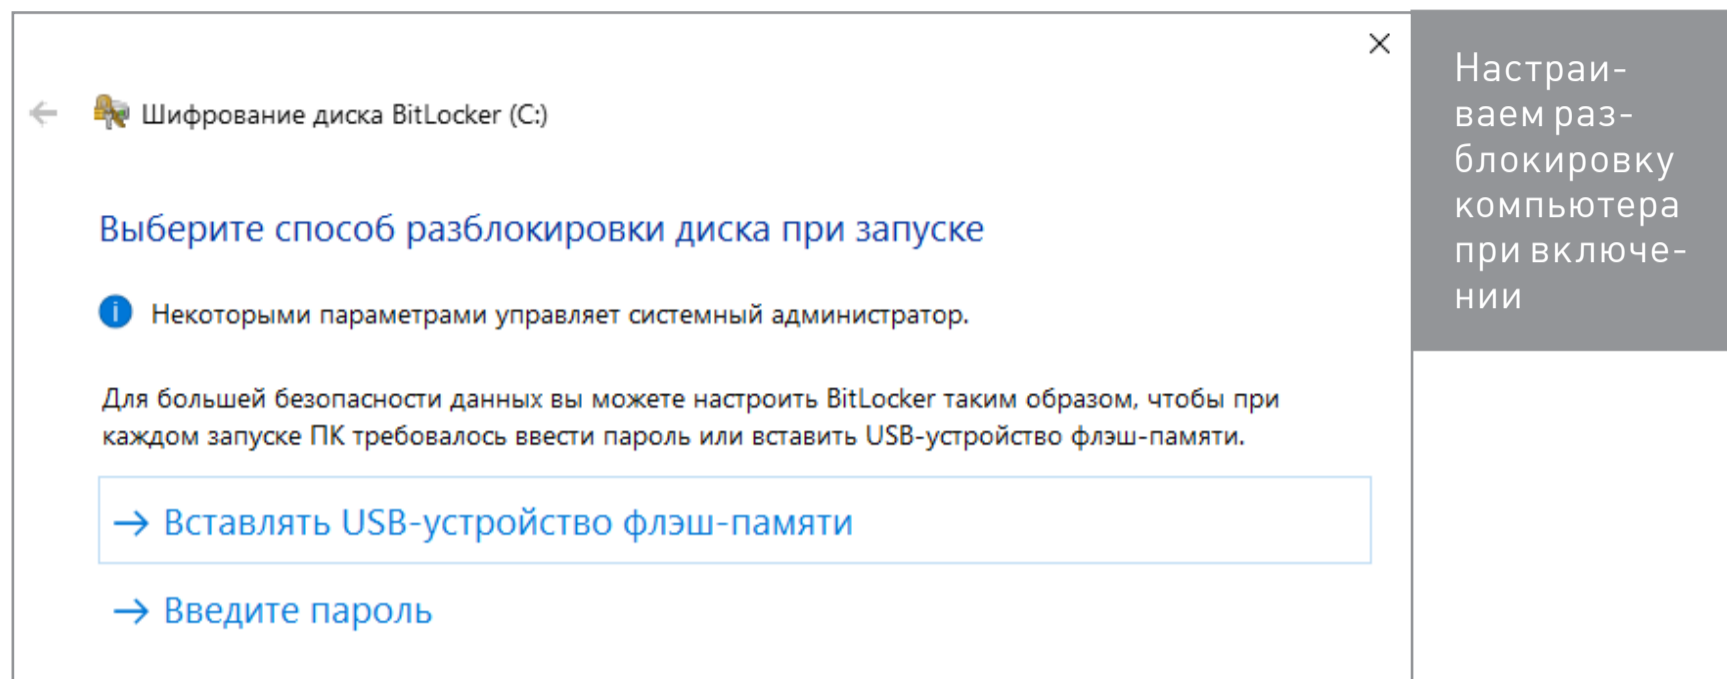 Шифрование диска BitLocker (C:)
Выберите способ разблокировки диска при запуске
Некоторыми параметрами управляет системный администратор.
Для большей безопасности данных вы можете настроить BitLocker таким образом, чтобы при
каждом запуске ПК требовалось ввести пароль или вставить USB-устройство флэш-памяти.
→ Вставлять USB-устройство флэш-памяти
→ Введите пароль
Настраи-
ваем раз-
блокировку
компьютера
при включе-
нии